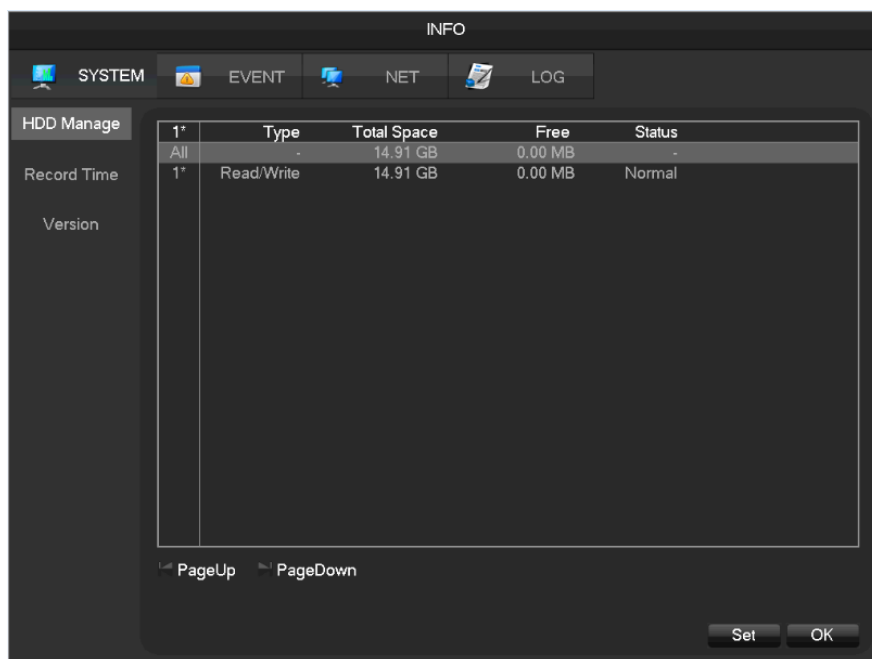 INFO
SYSTEM EVENT NET LOG
HDD Manage
Record Time
Version
1* Type Total Space Free Status
All - 14.91 GB 0.00 MB -
1* Read/Write 14.91 GB 0.00 MB Normal
PageUp PageDown
Set OK